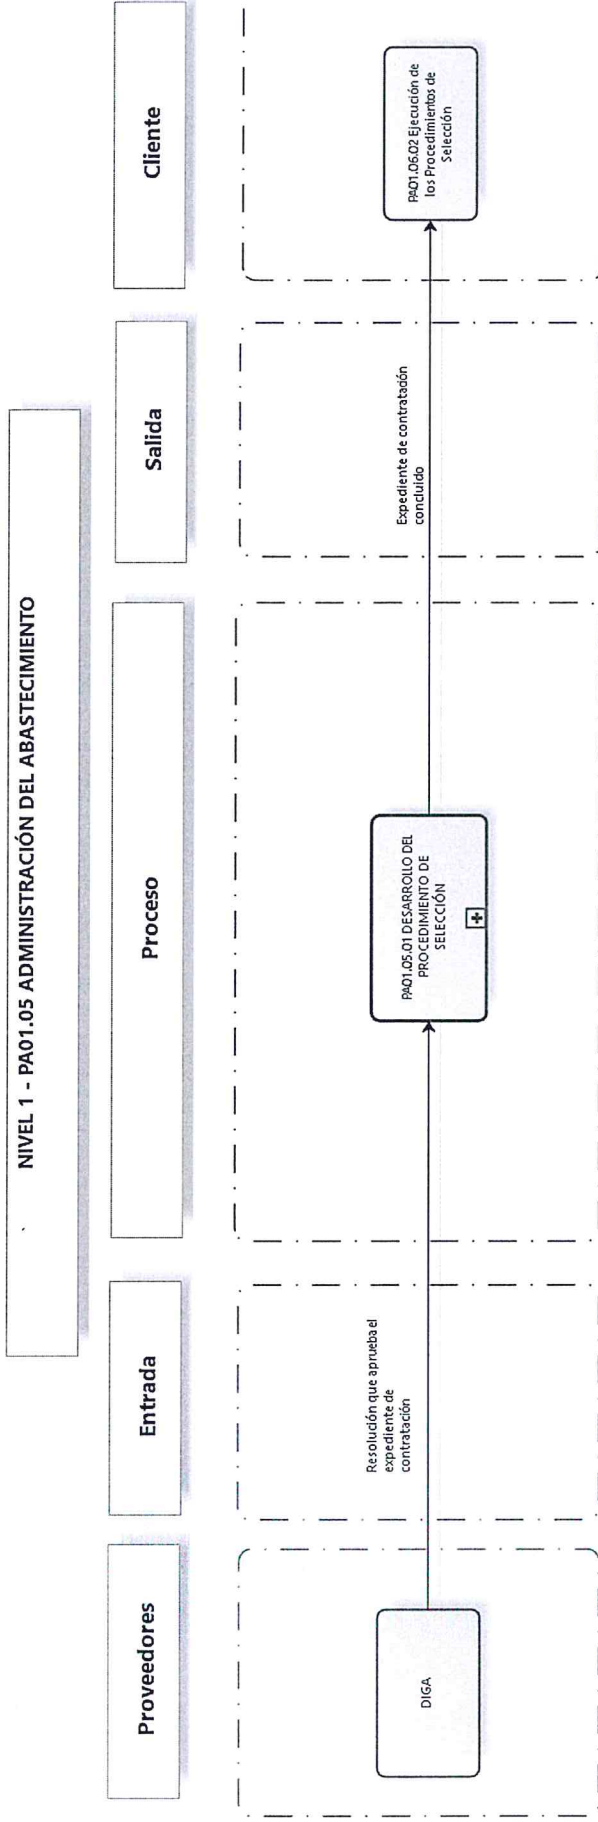 NIVEL 1 - PA01.05 ADMINISTRACIÓN DEL ABASTECIMIENTO
Proveedores
Entrada
Proceso
Salida
Cliente
DIGA
Resolución que aprueba el
expediente de
contratación
PA01.05.01 DESARROLLO DEL
PROCEDIMIENTO DE
SELECCIÓN
Expediente de contratación
concluido
PA01.06.02 Ejecución de
los Procedimientos de
Selección